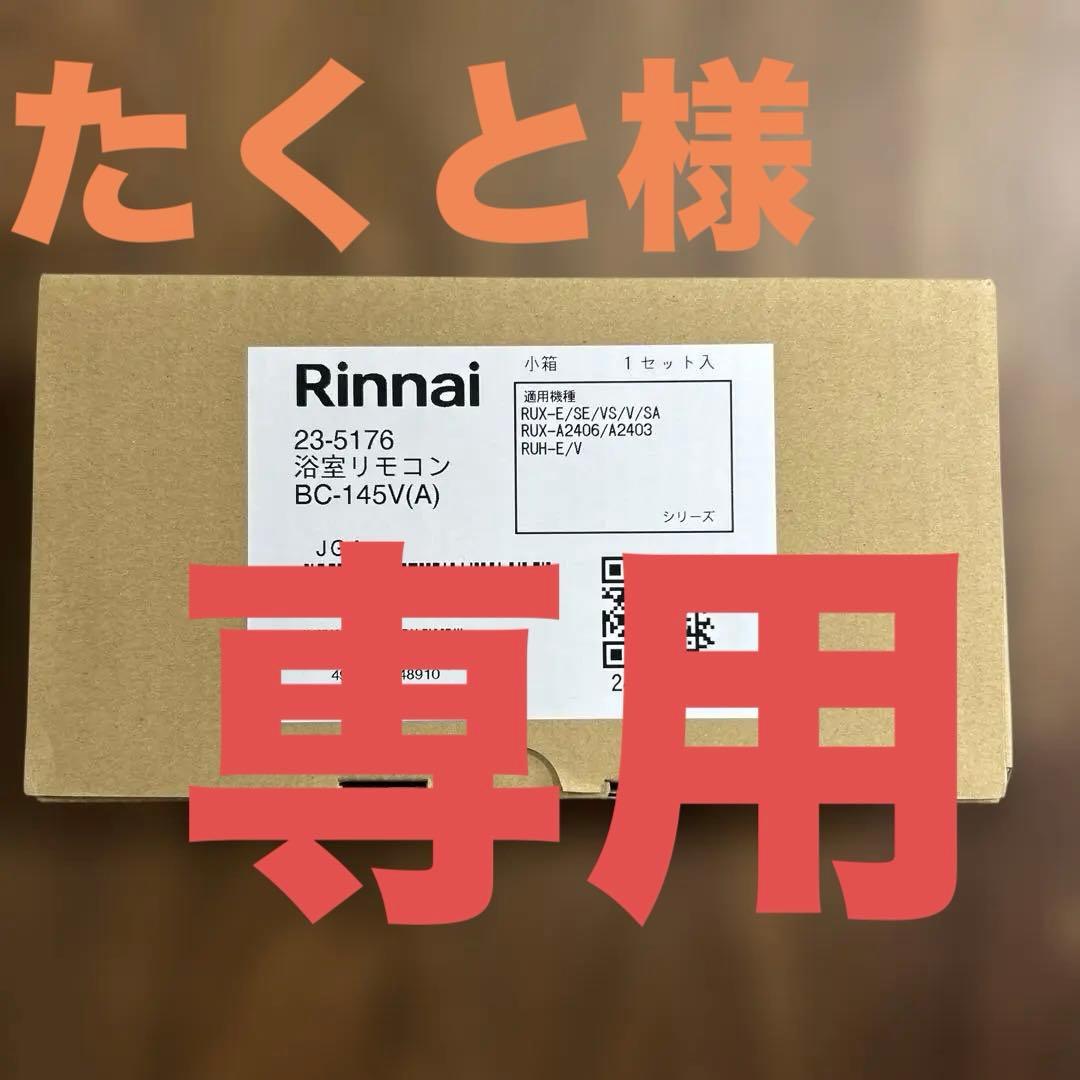 たくと様
Rinnai
23-5176
浴室リモコン
BC-145V(A)
小箱 1セット入
適用機種
RUX-E/SE/VS/V/SA
RUX-A2406/A2403
RUH-E/V
シリーズ
専用
48910